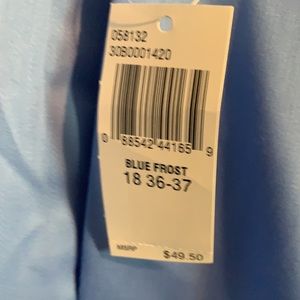 058132
30B0001420
0 88542 44165 9
BLUE FROST
18 36-37
MSRP $49.50